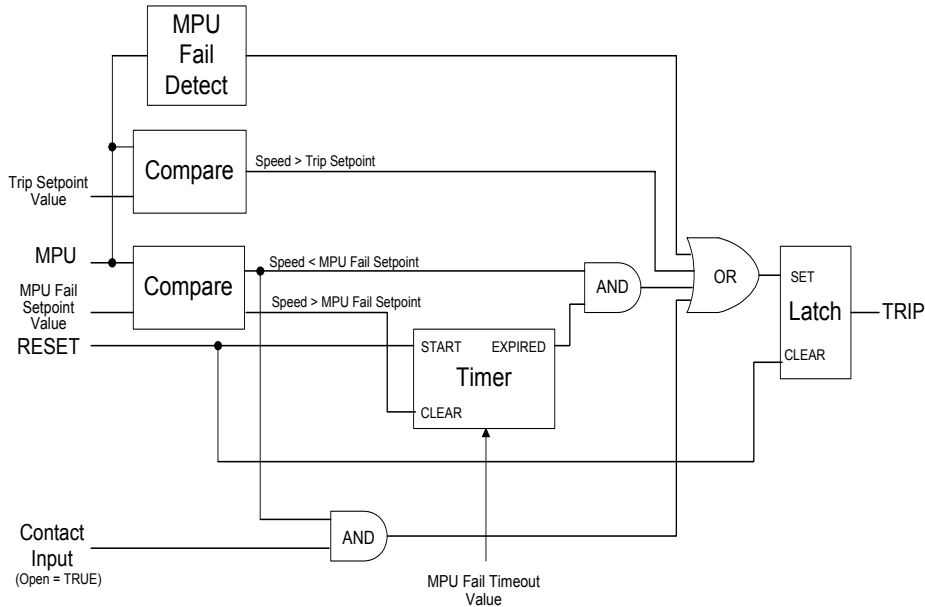 MPU
Fail
Detect
Compare
Speed > Trip Setpoint
Trip Setpoint
Value
MPU
Compare
Speed < MPU Fail Setpoint
Speed > MPU Fail Setpoint
MPU Fail
Setpoint
Value
RESET
START
EXPIRED
Timer
CLEAR
AND
OR
SET
Latch
CLEAR
TRIP
Contact
Input
(Open = TRUE)
AND
MPU Fail Timeout
Value